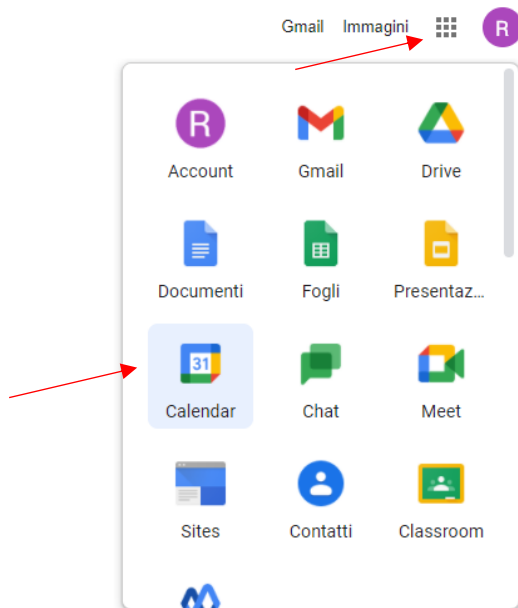 Gmail Immagini R
R
Account Gmail Drive
Documenti Fogli Presentaz...
31
Calendar Chat Meet
Sites Contatti Classroom